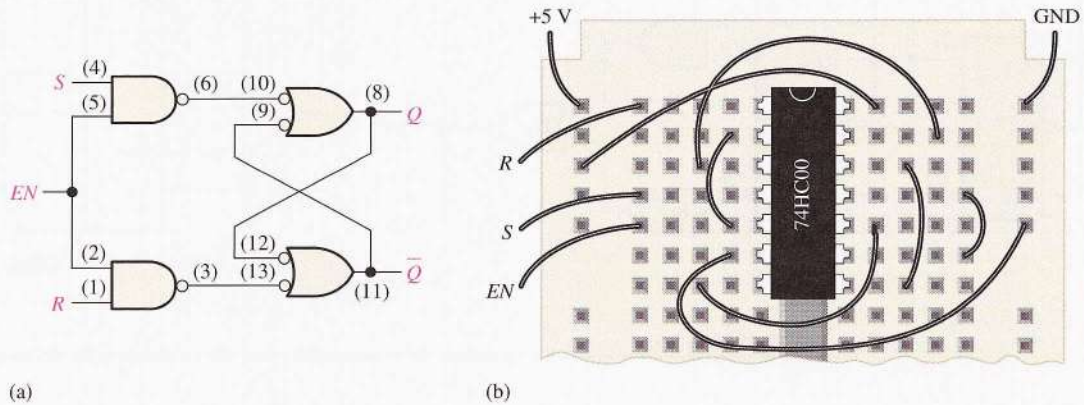 S
(4)
(5)
(6)
(10)
(9)
(8)
Q
EN
(2)
(1)
R
(3)
(12)
(13)
(11)
Q̅
(a)
+5 V
GND
R
S
EN
74HC00
(b)